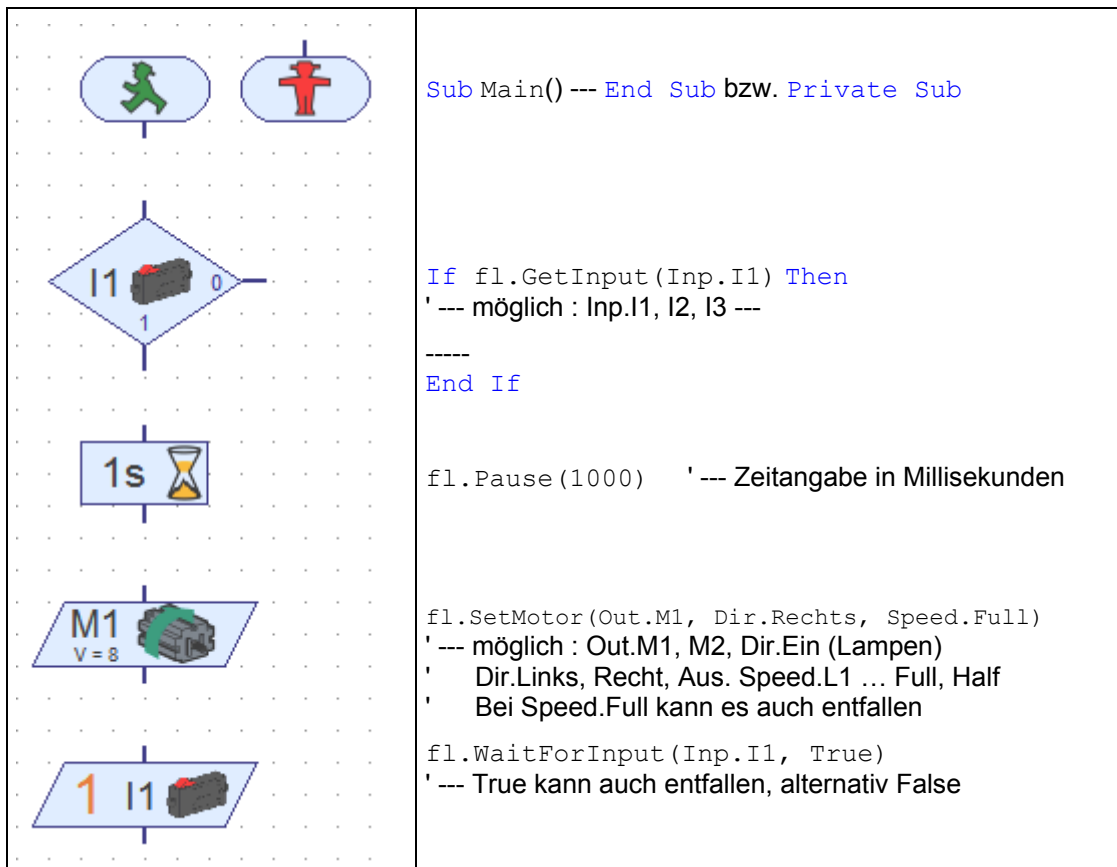 Sub Main() --- End Sub bzw. Private Sub
I1
0
1
If fl.GetInput(Inp.I1) Then
' --- möglich : Inp.I1, I2, I3 ---
-----
End If
1s
fl.Pause(1000) ' --- Zeitangabe in Millisekunden
M1
V = 8
fl.SetMotor(Out.M1, Dir.Rechts, Speed.Full)
' --- möglich : Out.M1, M2, Dir.Ein (Lampen)
' Dir.Links, Recht, Aus. Speed.L1 … Full, Half
' Bei Speed.Full kann es auch entfallen
1 I1
fl.WaitForInput(Inp.I1, True)
' --- True kann auch entfallen, alternativ False